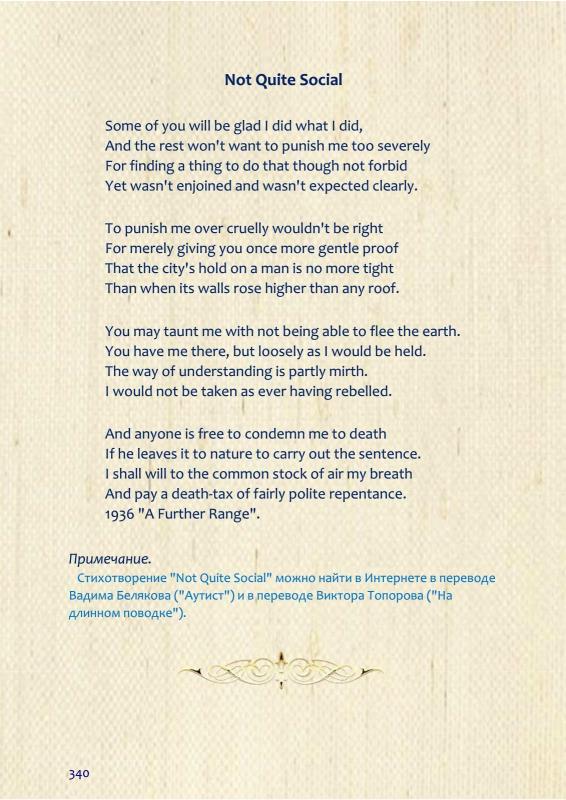 Not Quite Social
Some of you will be glad I did what I did,
And the rest won't want to punish me too severely
For finding a thing to do that though not forbid
Yet wasn't enjoined and wasn't expected clearly.
To punish me over cruelly wouldn't be right
For merely giving you once more gentle proof
That the city's hold on a man is no more tight
Than when its walls rose higher than any roof.
You may taunt me with not being able to flee the earth.
You have me there, but loosely as I would be held.
The way of understanding is partly mirth.
I would not be taken as ever having rebelled.
And anyone is free to condemn me to death
If he leaves it to nature to carry out the sentence.
I shall will to the common stock of air my breath
And pay a death-tax of fairly polite repentance.
1936 "A Further Range".
Примечание.
Стихотворение "Not Quite Social" можно найти в Интернете в переводе
Вадима Белякова ("Аутист") и в переводе Виктора Топорова ("На
длинном поводке").
340